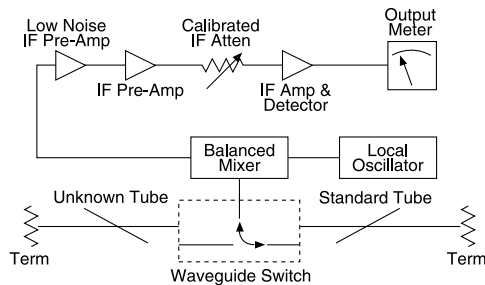 Low Noise
IF Pre-Amp
Calibrated
IF Atten
Output
Meter
IF Pre-Amp
IF Amp &
Detector
Balanced
Mixer
Local
Oscillator
Unknown Tube
Standard Tube
Term
Term
Waveguide Switch